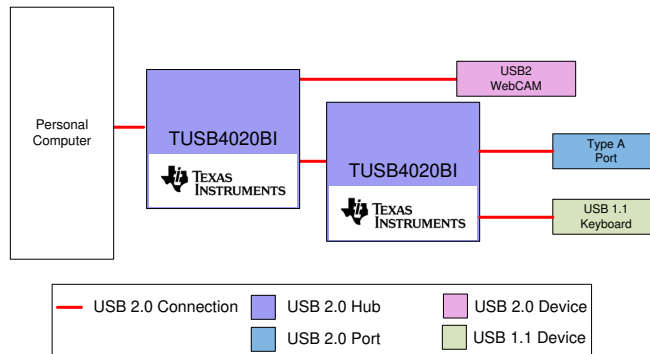 USB2
WebCAM
Personal
Computer
TUSB4020BI
TEXAS
INSTRUMENTS
TUSB4020BI
TEXAS
INSTRUMENTS
Type A
Port
USB 1.1
Keyboard
USB 2.0 Connection
USB 2.0 Hub
USB 2.0 Device
USB 2.0 Port
USB 1.1 Device